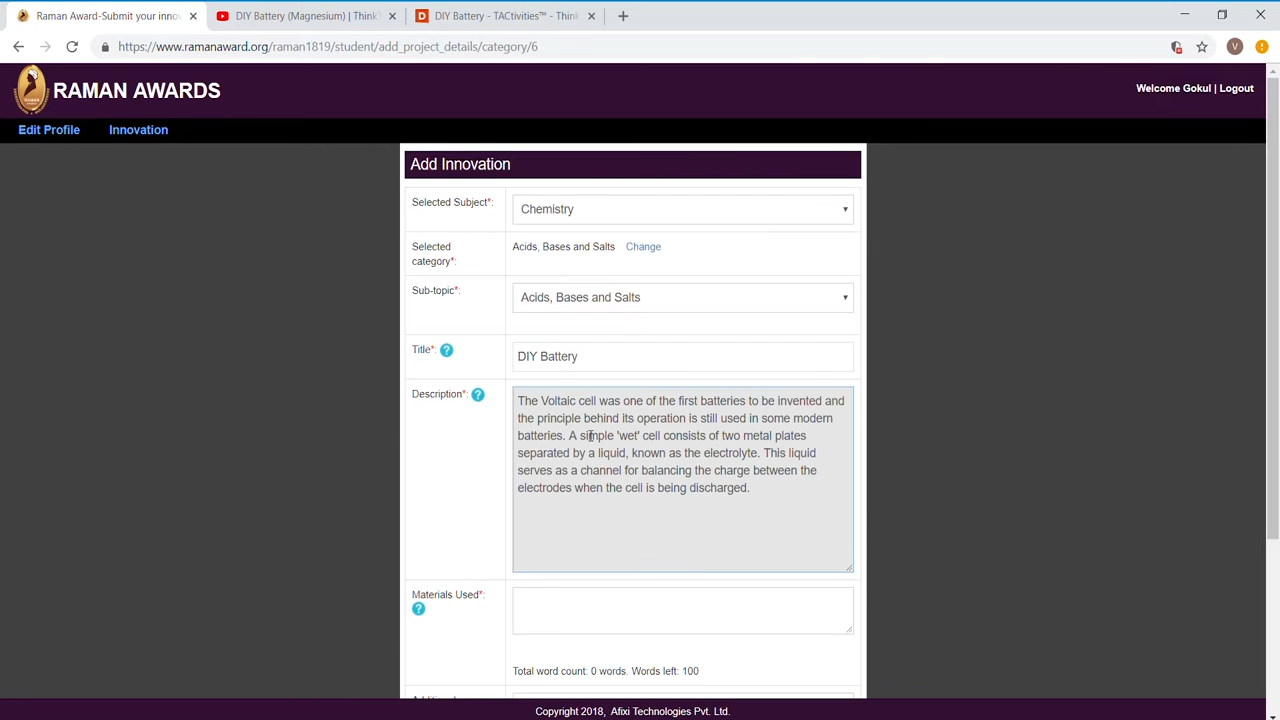 Raman Award-Submit your innov
DIY Battery (Magnesium) | Think
DIY Battery - TACtivities™ - Think
https://www.ramanaward.org/raman1819/student/add_project_details/category/6
V
RAMAN AWARDS
Welcome Gokul | Logout
Edit Profile
Innovation
Add Innovation
Selected Subject*:
Chemistry
Selected
category*:
Acids, Bases and Salts Change
Sub-topic*:
Acids, Bases and Salts
Title*: ?
DIY Battery
Description*: ?
The Voltaic cell was one of the first batteries to be invented and
the principle behind its operation is still used in some modern
batteries. A simple 'wet' cell consists of two metal plates
separated by a liquid, known as the electrolyte. This liquid
serves as a channel for balancing the charge between the
electrodes when the cell is being discharged.
Materials Used*:
?
Total word count: 0 words. Words left: 100
Copyright 2018, Afixi Technologies Pvt. Ltd.